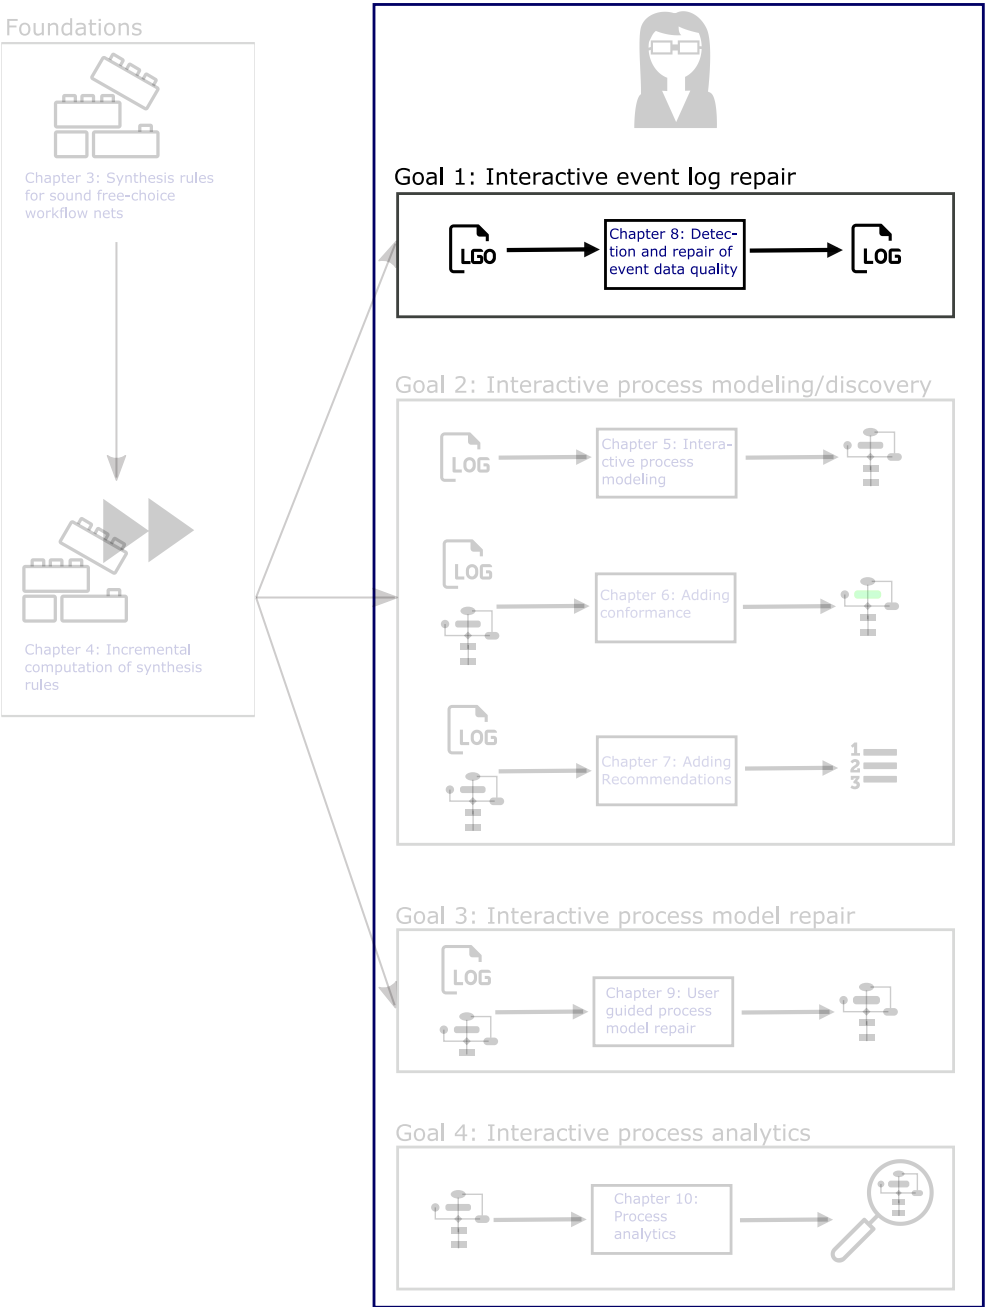 Foundations
Chapter 3: Synthesis rules
for sound free-choice
workflow nets
Chapter 4: Incremental
computation of synthesis
rules
Goal 1: Interactive event log repair
LGO
Chapter 8: Detec-
tion and repair of
event data quality
LOG
Goal 2: Interactive process modeling/discovery
LOG
Chapter 5: Intera-
ctive process
modeling
LOG
Chapter 6: Adding
conformance
LOG
Chapter 7: Adding
Recommendations
1
2
3
Goal 3: Interactive process model repair
LOG
Chapter 9: User
guided process
model repair
Goal 4: Interactive process analytics
Chapter 10:
Process
analytics